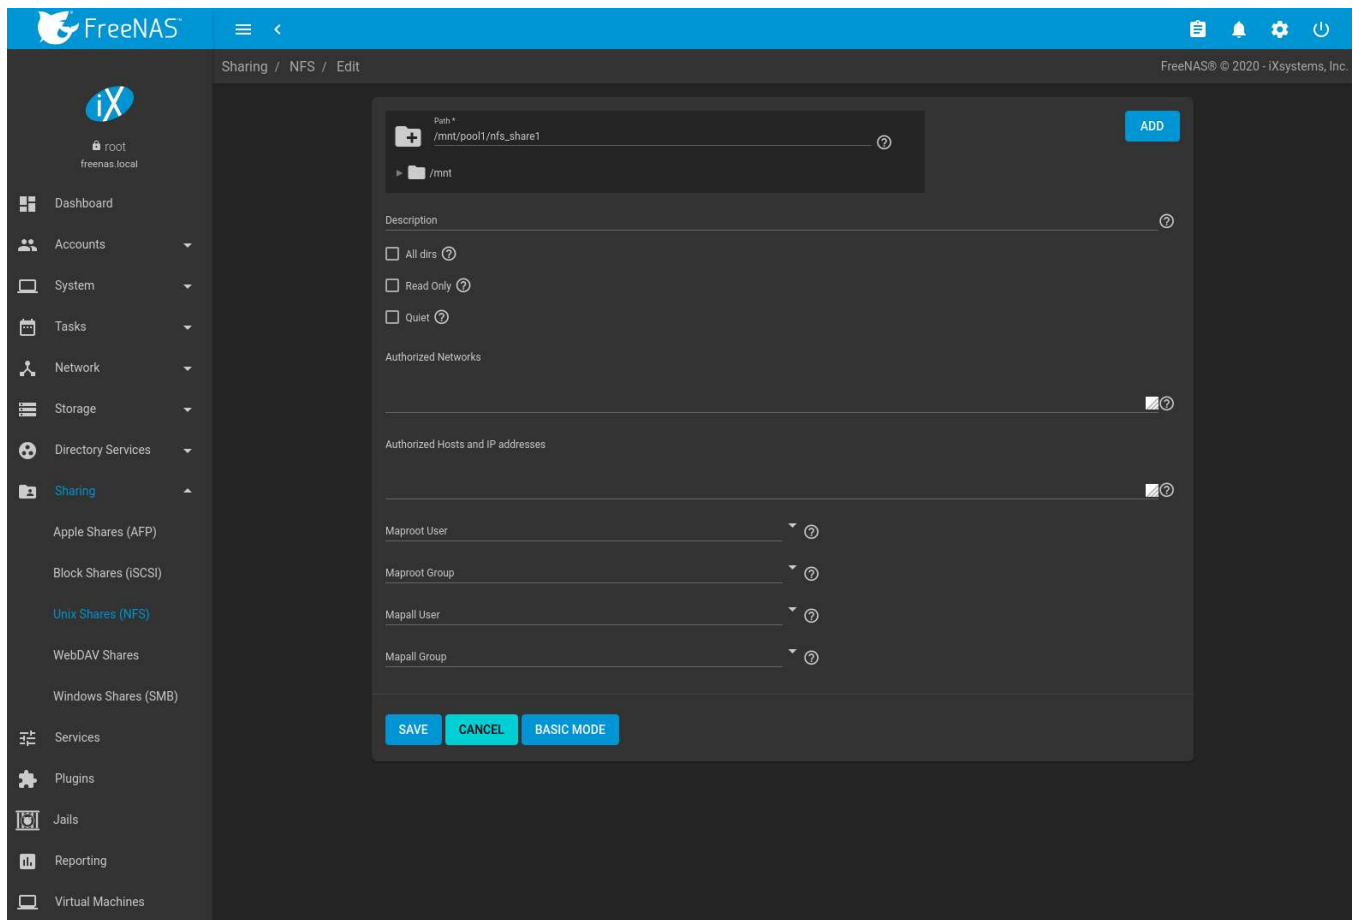 FreeNAS
Sharing / NFS / Edit
FreeNAS® © 2020 - iXsystems, Inc.
iX
root
freenas.local
Dashboard
Accounts
System
Tasks
Network
Storage
Directory Services
Sharing
Apple Shares (AFP)
Block Shares (iSCSI)
Unix Shares (NFS)
WebDAV Shares
Windows Shares (SMB)
Services
Plugins
Jails
Reporting
Virtual Machines
Path *
/mnt/pool1/nfs_share1
/mnt
ADD
Description
All dirs
Read Only
Quiet
Authorized Networks
Authorized Hosts and IP addresses
Maproot User
Maproot Group
Mapall User
Mapall Group
SAVE
CANCEL
BASIC MODE